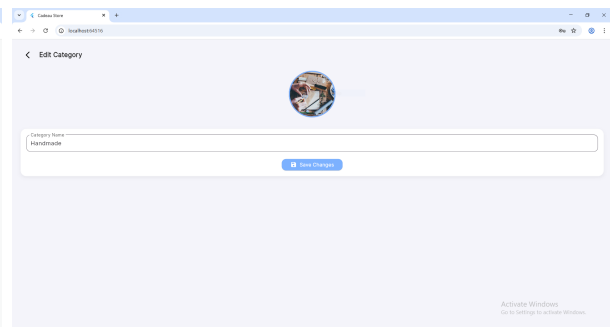 Cadeau Store
localhost:64516
Edit Category
Category Name
Handmade
Save Changes
Activate Windows
Go to Settings to activate Windows.